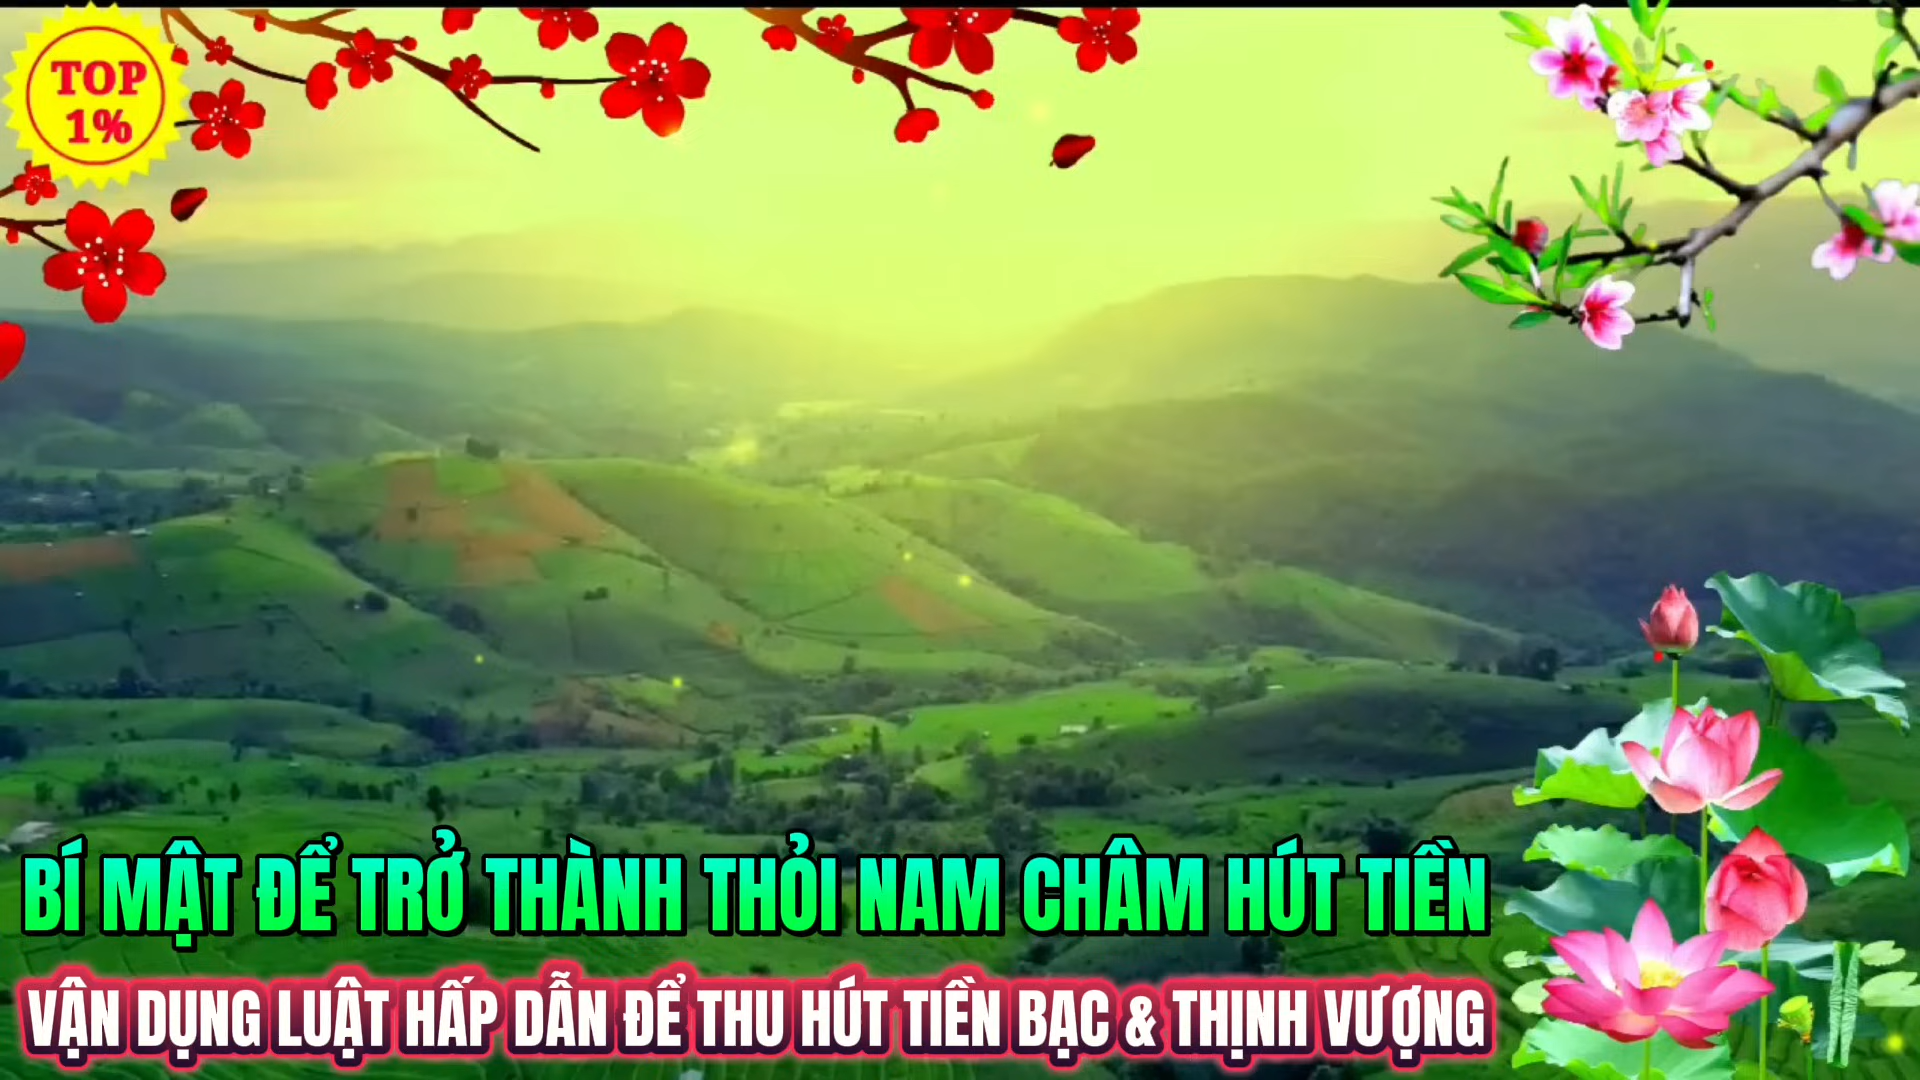 TOP
1%
BÍ MẬT ĐỂ TRỞ THÀNH THỎI NAM CHÂM HÚT TIỀN
VẬN DỤNG LUẬT HẤP DẪN ĐỂ THU HÚT TIỀN BẠC & THỊNH VƯỢNG